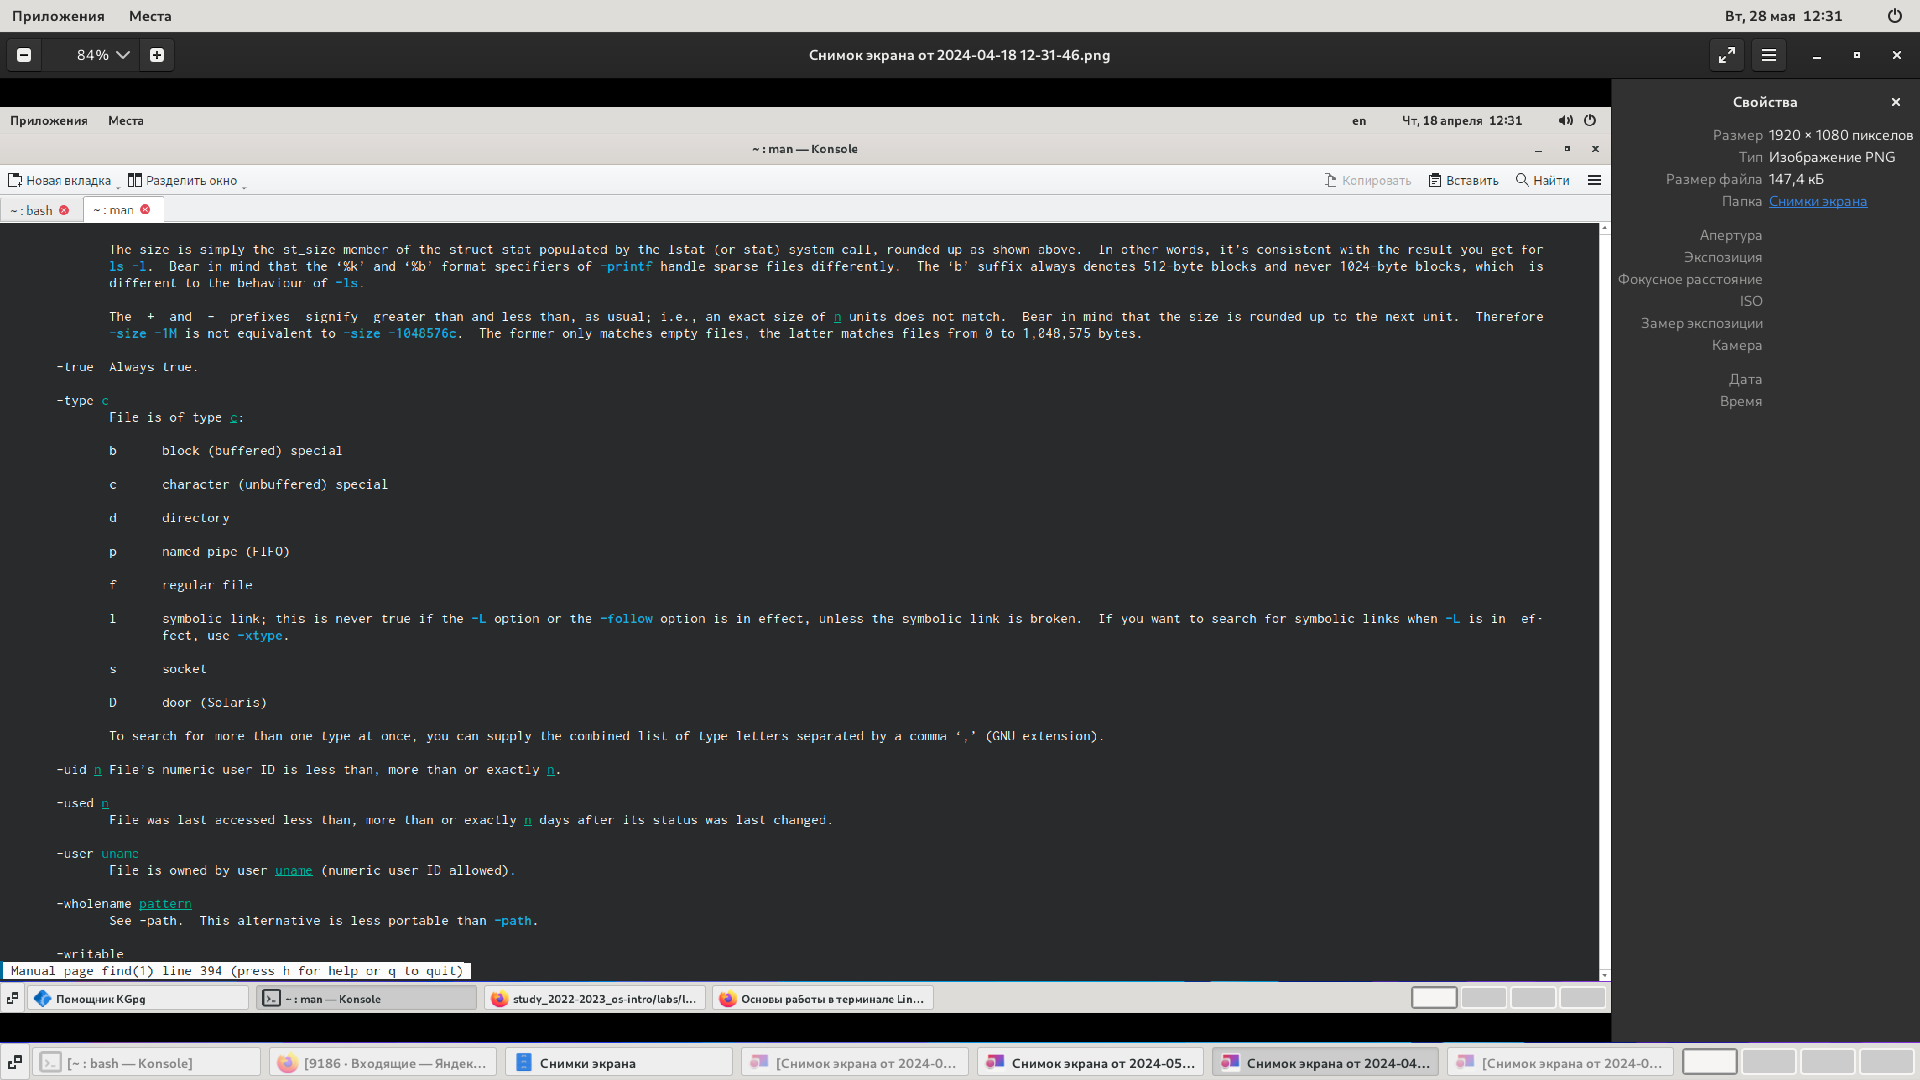 Приложения Места Вт, 28 мая 12:31
84% Снимок экрана от 2024-04-18 12-31-46.png
Приложения Места en Чт, 18 апреля 12:31
~ : man — Konsole
Новая вкладка Разделить окно Копировать Вставить Найти
~ : bash ~ : man
The size is simply the st_size member of the struct stat populated by the lstat (or stat) system call, rounded up as shown above. In other words, it's consistent with the result you get for
ls -l. Bear in mind that the ‘%k’ and ‘%b’ format specifiers of -printf handle sparse files differently. The ‘b’ suffix always denotes 512-byte blocks and never 1024-byte blocks, which is
different to the behaviour of -ls.
The + and - prefixes signify greater than and less than, as usual; i.e., an exact size of n units does not match. Bear in mind that the size is rounded up to the next unit. Therefore
-size -1M is not equivalent to -size -1048576c. The former only matches empty files, the latter matches files from 0 to 1,048,575 bytes.
-true Always true.
-type c
File is of type c:
b block (buffered) special
c character (unbuffered) special
d directory
p named pipe (FIFO)
f regular file
l symbolic link; this is never true if the -L option or the -follow option is in effect, unless the symbolic link is broken. If you want to search for symbolic links when -L is in ef-
fect, use -xtype.
s socket
D door (Solaris)
To search for more than one type at once, you can supply the combined list of type letters separated by a comma ‘,’ (GNU extension).
-uid n File's numeric user ID is less than, more than or exactly n.
-used n
File was last accessed less than, more than or exactly n days after its status was last changed.
-user uname
File is owned by user uname (numeric user ID allowed).
-wholename pattern
See -path. This alternative is less portable than -path.
-writable
Manual page find(1) line 394 (press h for help or q to quit)
Помощник KGpg ~ : man — Konsole study_2022-2023_os-intro/labs/l... Основы работы в терминале Lin...
Свойства
Размер 1920 × 1080 пикселов
Тип Изображение PNG
Размер файла 147,4 кБ
Папка Снимки экрана
Апертура
Экспозиция
Фокусное расстояние
ISO
Замер экспозиции
Камера
Дата
Время
[~ : bash — Konsole] [9186 · Входящие — Яндек... Снимки экрана [Снимок экрана от 2024-0... Снимок экрана от 2024-05... Снимок экрана от 2024-04... [Снимок экрана от 2024-0...